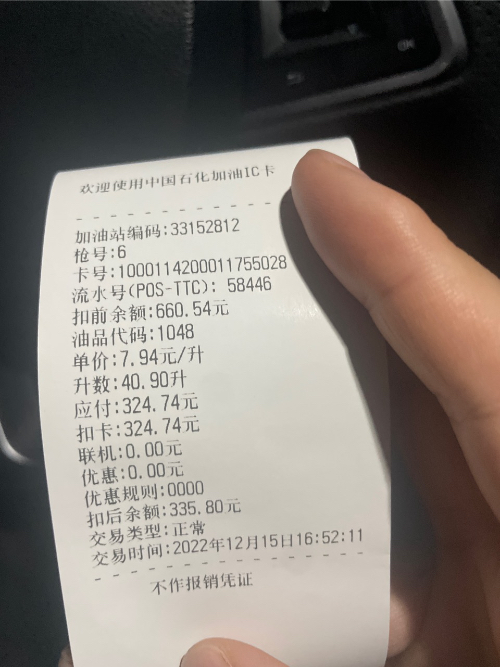 欢迎使用中国石化加油IC卡
- - - - - - - - - - - -
加油站编码:33152812
枪号:6
卡号:1000114200011755028
流水号(POS-TTC): 58446
扣前余额:660.54元
油品代码:1048
单价:7.94元/升
升数:40.90升
应付:324.74元
扣卡:324.74元
联机:0.00元
优惠:0.00元
优惠规则:0000
扣后余额:335.80元
交易类型:正常
交易时间:2022年12月15日16:52:11
- - - - - - - - - - - - - - - -
不作报销凭证